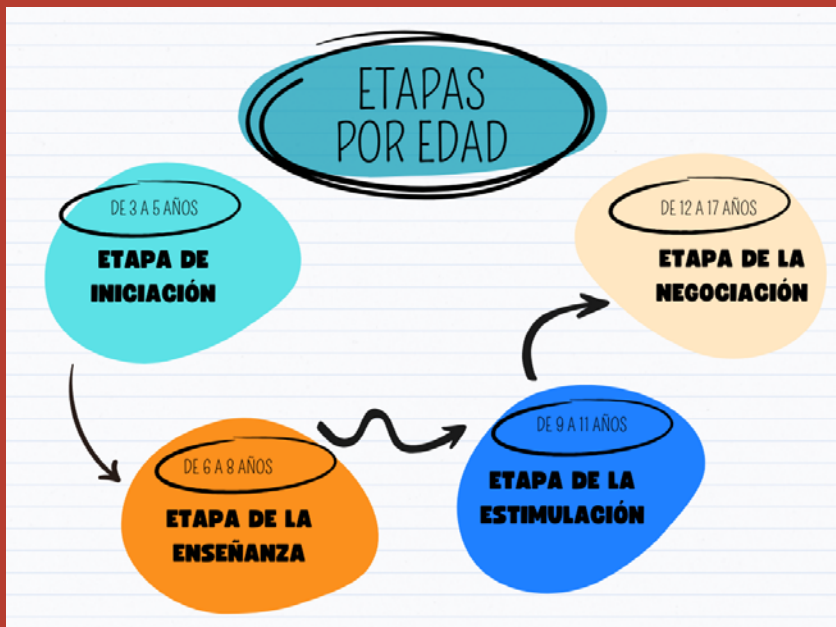 ETAPAS
POR EDAD
DE 3 A 5 AÑOS
ETAPA DE
INICIACIÓN
DE 6 A 8 AÑOS
ETAPA DE LA
ENSEÑANZA
DE 9 A 11 AÑOS
ETAPA DE LA
ESTIMULACIÓN
DE 12 A 17 AÑOS
ETAPA DE LA
NEGOCIACIÓN